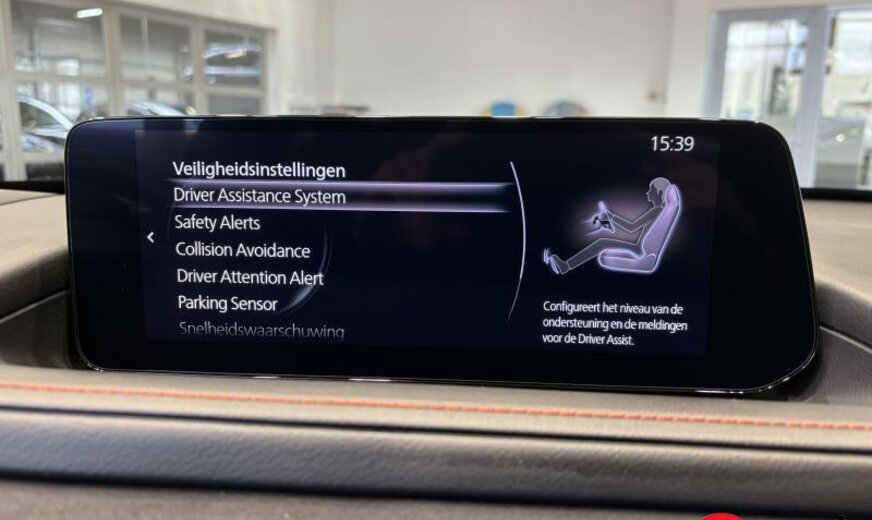 15:39
Veiligheidsinstellingen
Driver Assistance System
Safety Alerts
Collision Avoidance
Driver Attention Alert
Parking Sensor
Snelheidswaarschuwing
Configureert het niveau van de
ondersteuning en de meldingen
voor de Driver Assist.